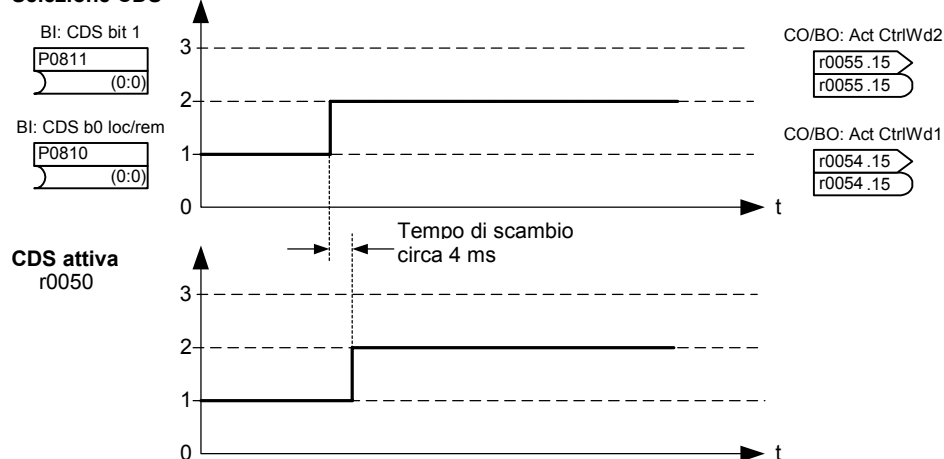 Selezione CDS
BI: CDS bit 1
P0811
(0:0)
BI: CDS b0 loc/rem
P0810
(0:0)
3
2
1
0
t
CO/BO: Act CtrlWd2
r0055 .15
r0055 .15
CO/BO: Act CtrlWd1
r0054 .15
r0054 .15
Tempo di scambio
circa 4 ms
CDS attiva
r0050
3
2
1
0
t